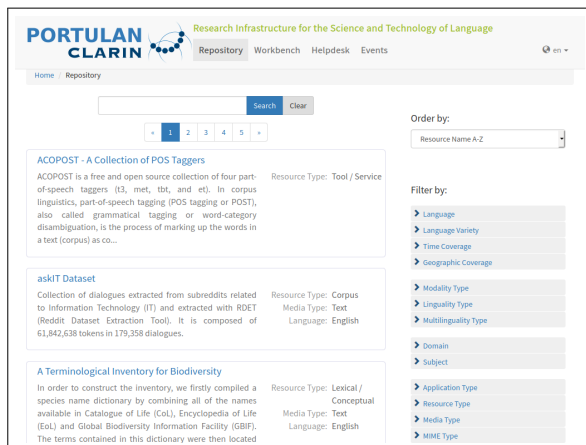 PORTULAN
CLARIN
Research Infrastructure for the Science and Technology of Language
Repository Workbench Helpdesk Events
en
Home / Repository
Search Clear
« 1 2 3 4 5 »
ACOPOST - A Collection of POS Taggers
ACOPOST is a free and open source collection of four part-
of-speech taggers (t3, met, tbt, and et). In corpus
linguistics, part-of-speech tagging (POS tagging or POST),
also called grammatical tagging or word-category
disambiguation, is the process of marking up the words in
a text (corpus) as co...
Resource Type: Tool / Service
askIT Dataset
Collection of dialogues extracted from subreddits related
to Information Technology (IT) and extracted with RDET
(Reddit Dataset Extraction Tool). It is composed of
61,842,638 tokens in 179,358 dialogues.
Resource Type: Corpus
Media Type: Text
Language: English
A Terminological Inventory for Biodiversity
In order to construct the inventory, we firstly compiled a
species name dictionary by combining all of the names
available in Catalogue of Life (CoL), Encyclopedia of Life
(EoL) and Global Biodiversity Information Facility (GBIF).
The terms contained in this dictionary were then located
Resource Type: Lexical /
Conceptual
Media Type: Text
Language: English
Order by:
Resource Name A-Z
Filter by:
Language
Language Variety
Time Coverage
Geographic Coverage
Modality Type
Linguality Type
Multilinguality Type
Domain
Subject
Application Type
Resource Type
Media Type
MIME Type